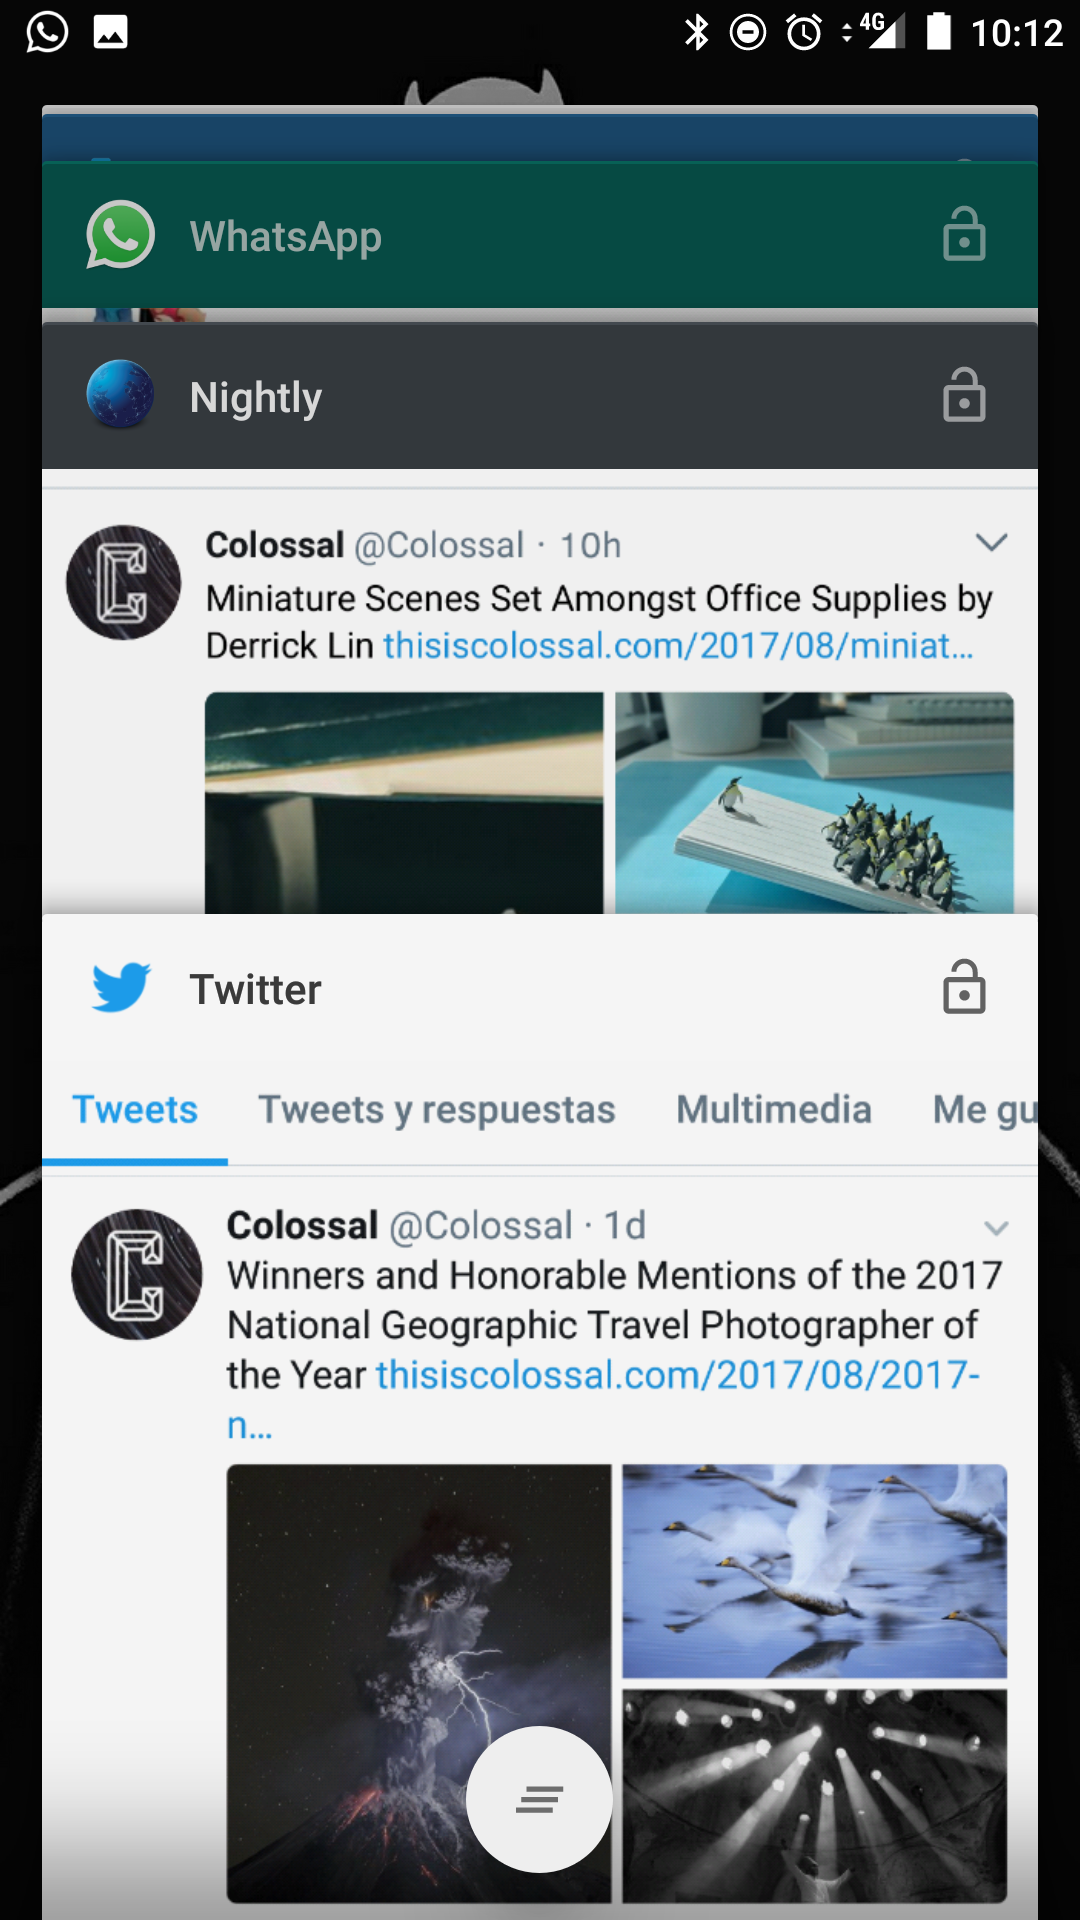 4G 10:12
WhatsApp
Nightly
Colossal @Colossal · 10h
Miniature Scenes Set Amongst Office Supplies by
Derrick Lin thisiscolossal.com/2017/08/miniat…
Twitter
Tweets Tweets y respuestas Multimedia Me gu
Colossal @Colossal · 1d
Winners and Honorable Mentions of the 2017
National Geographic Travel Photographer of
the Year thisiscolossal.com/2017/08/2017-
n…